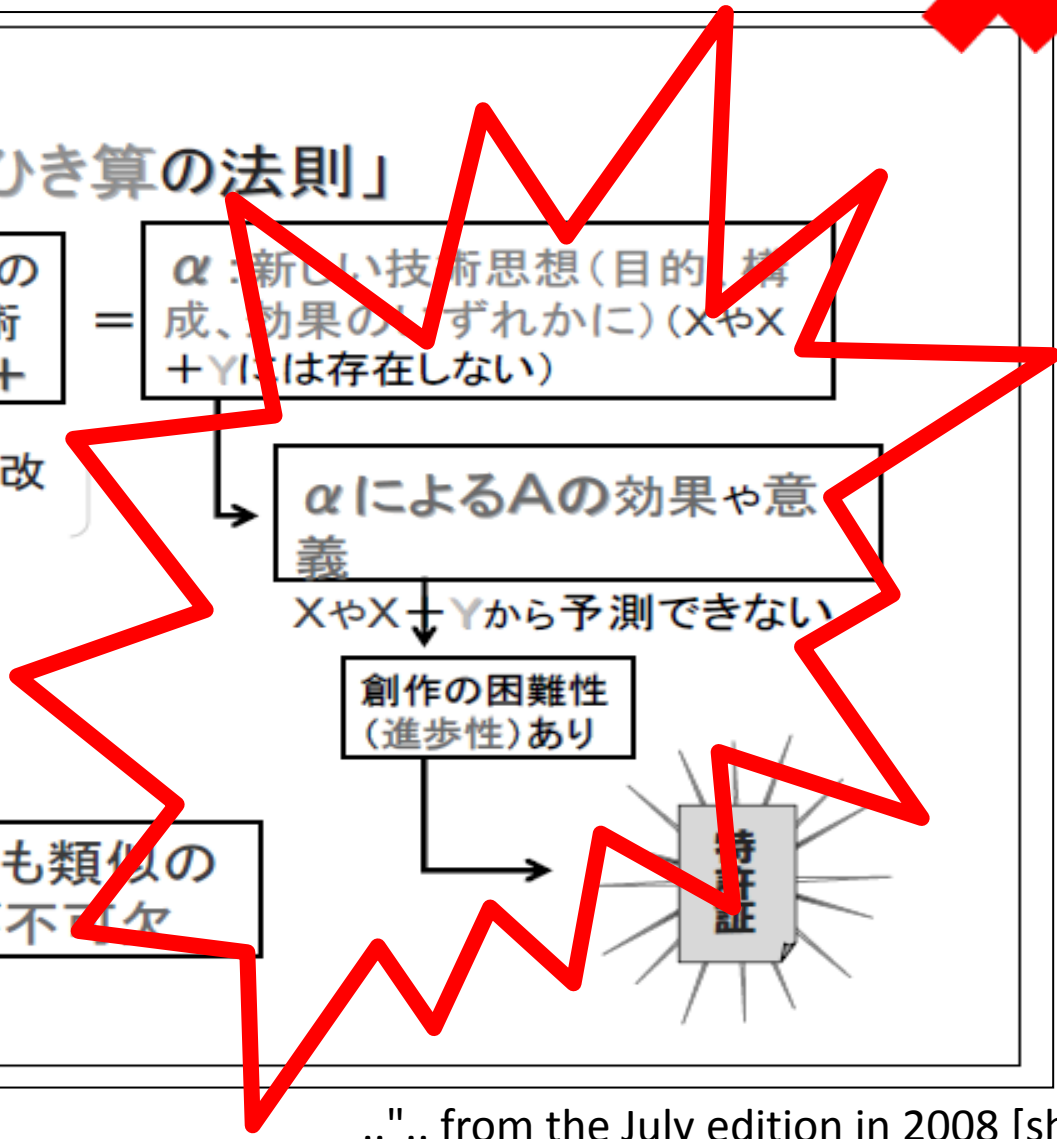 ひき算の法則」
の
術
＋
＝
α：新しい技術思想（目的、構
成、効果のいずれかに）（XやX
＋Yには存在しない）
改
αによるAの効果や意
義
XやX＋Yから予測できない
創作の困難性
（進歩性）あり
も類似の
不可欠
特許証
..".. from the July edition in 2008 [sh